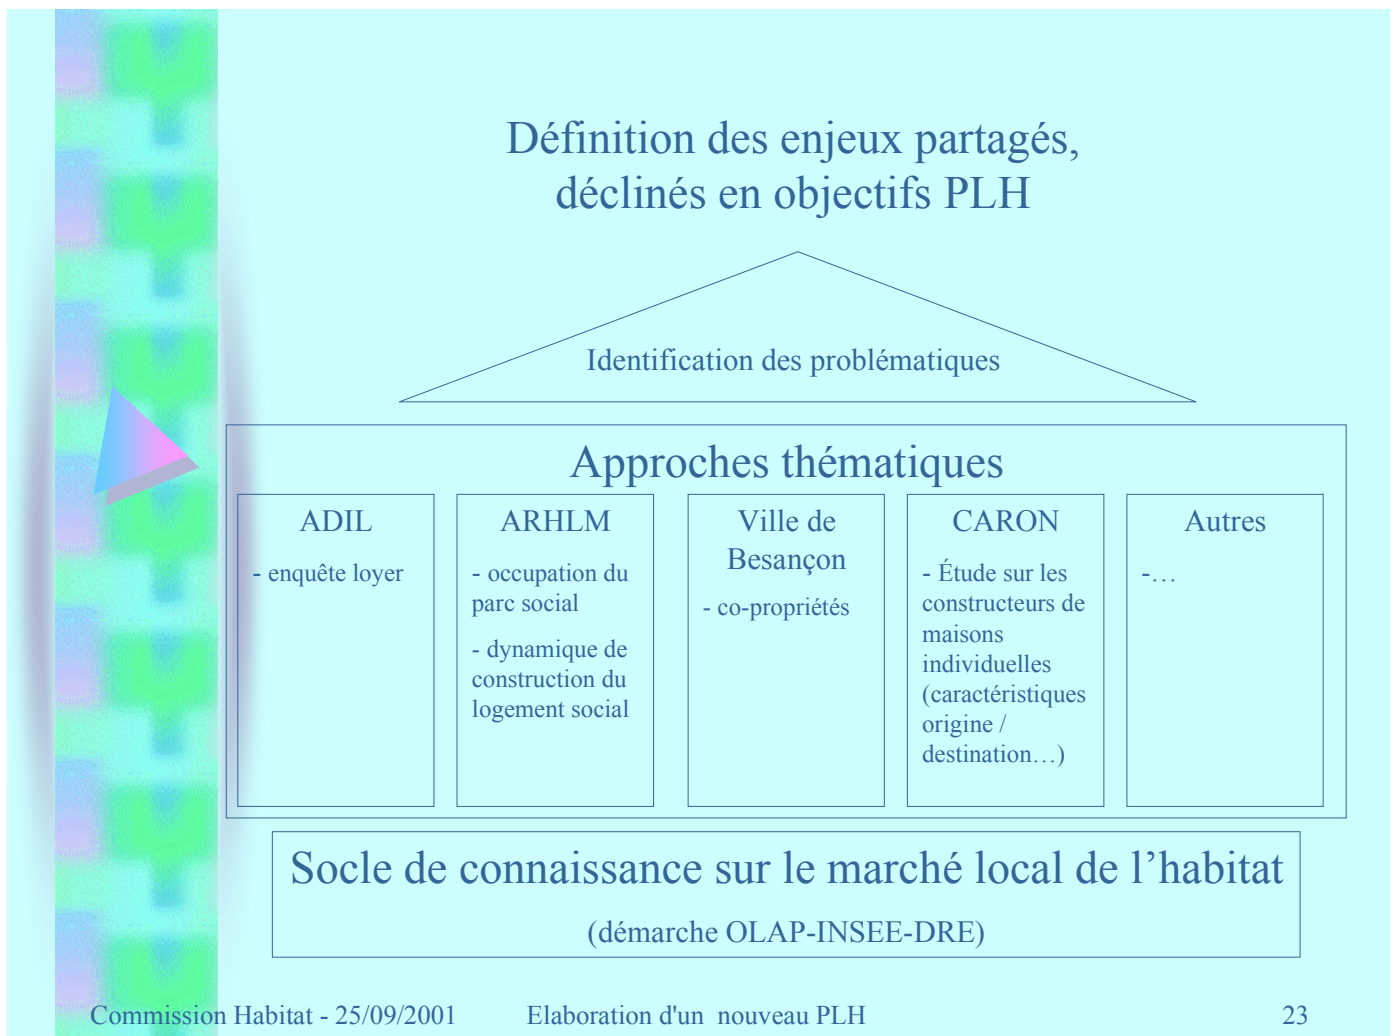 Définition des enjeux partagés,
déclinés en objectifs PLH
Identification des problématiques
Approches thématiques
ADIL
- enquête loyer
ARHLM
- occupation du
parc social
- dynamique de
construction du
logement social
Ville de
Besançon
- co-propriétés
CARON
- Étude sur les
constructeurs de
maisons
individuelles
(caractéristiques
origine /
destination…)
Autres
-…
Socle de connaissance sur le marché local de l’habitat
(démarche OLAP-INSEE-DRE)
Commission Habitat - 25/09/2001 Elaboration d'un nouveau PLH 23